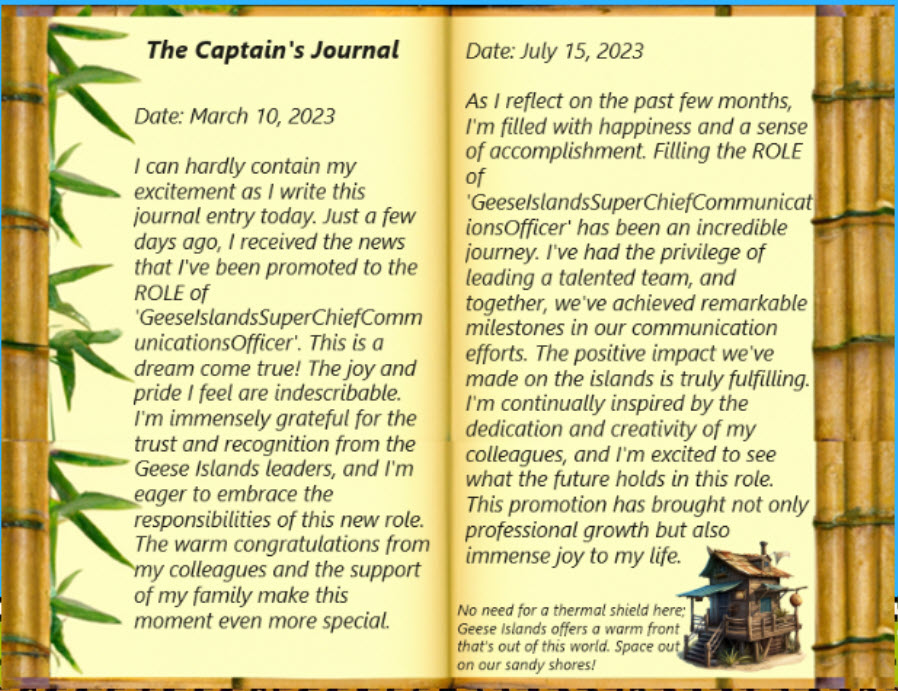 The Captain's Journal
Date: March 10, 2023
I can hardly contain my
excitement as I write this
journal entry today. Just a few
days ago, I received the news
that I've been promoted to the
ROLE of
'GeeseIslandsSuperChiefComm
unicationsOfficer'. This is a
dream come true! The joy and
pride I feel are indescribable.
I'm immensely grateful for the
trust and recognition from the
Geese Islands leaders, and I'm
eager to embrace the
responsibilities of this new role.
The warm congratulations from
my colleagues and the support
of my family make this
moment even more special.
Date: July 15, 2023
As I reflect on the past few months,
I'm filled with happiness and a sense
of accomplishment. Filling the ROLE
of
'GeeseIslandsSuperChiefCommunicat
ionsOfficer' has been an incredible
journey. I've had the privilege of
leading a talented team, and
together, we've achieved remarkable
milestones in our communication
efforts. The positive impact we've
made on the islands is truly fulfilling.
I'm continually inspired by the
dedication and creativity of my
colleagues, and I'm excited to see
what the future holds in this role.
This promotion has brought not only
professional growth but also
immense joy to my life.
No need for a thermal shield here;
Geese Islands offers a warm front
that's out of this world. Space out
on our sandy shores!